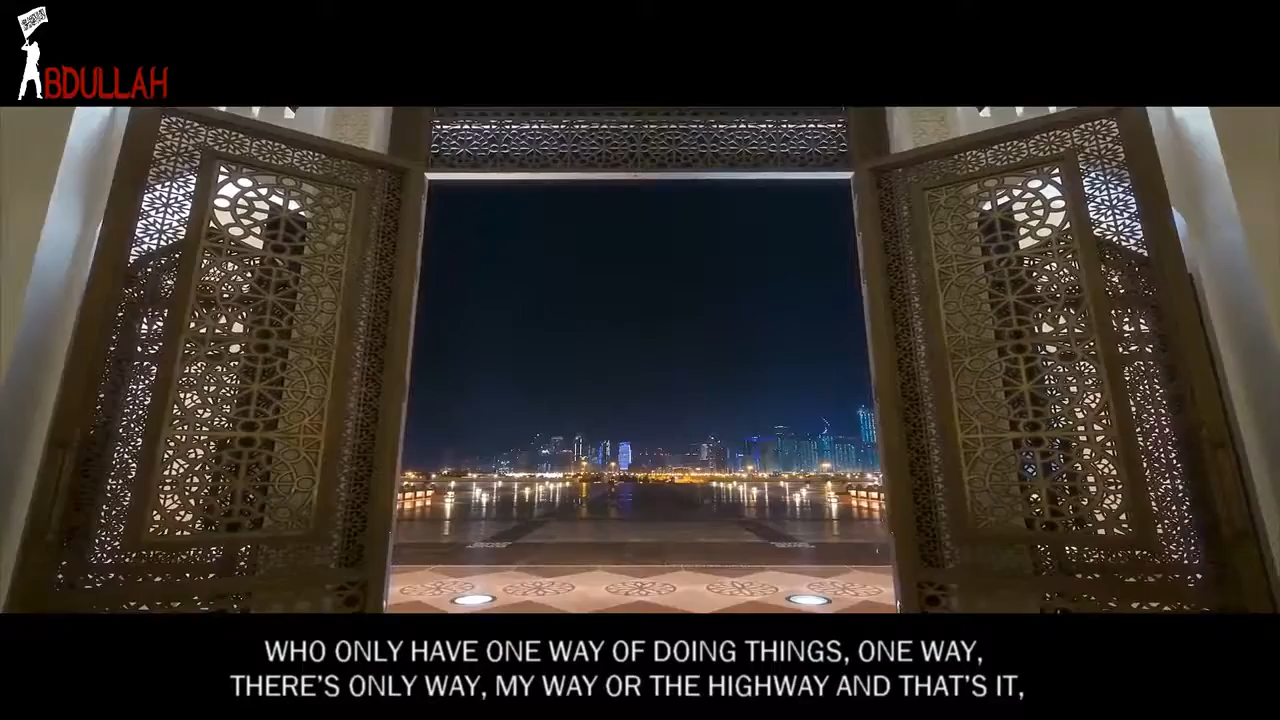 BDULLAH
WHO ONLY HAVE ONE WAY OF DOING THINGS, ONE WAY,
THERE'S ONLY WAY, MY WAY OR THE HIGHWAY AND THAT'S IT,